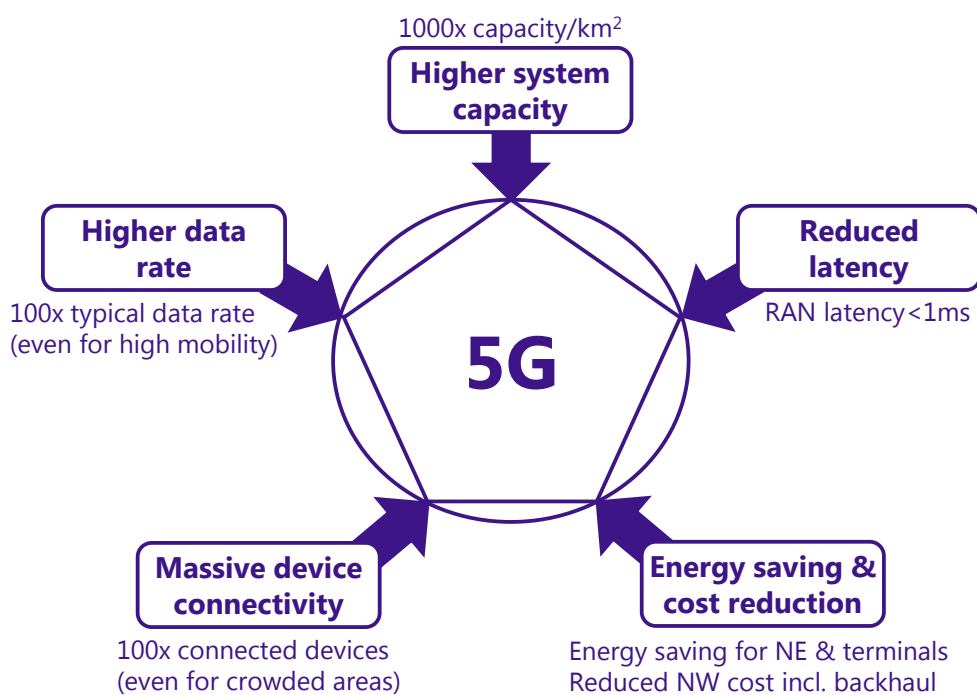 1000x capacity/km²
Higher system
capacity
Higher data
rate
100x typical data rate
(even for high mobility)
Reduced
latency
RAN latency<1ms
5G
Massive device
connectivity
100x connected devices
(even for crowded areas)
Energy saving &
cost reduction
Energy saving for NE & terminals
Reduced NW cost incl. backhaul